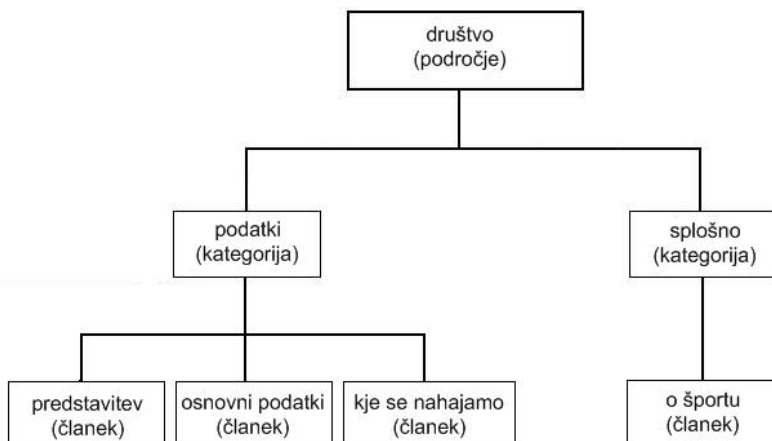 društvo
(področje)
podatki
(kategorija)
splošno
(kategorija)
predstavitev
(članek)
osnovni podatki
(članek)
kje se nahajamo
(članek)
o športu
(članek)